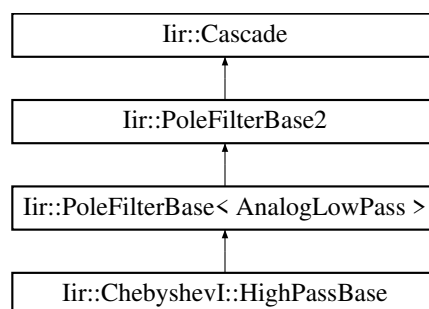 Iir::Cascade
Iir::PoleFilterBase2
Iir::PoleFilterBase< AnalogLowPass >
Iir::ChebyshevI::HighPassBase